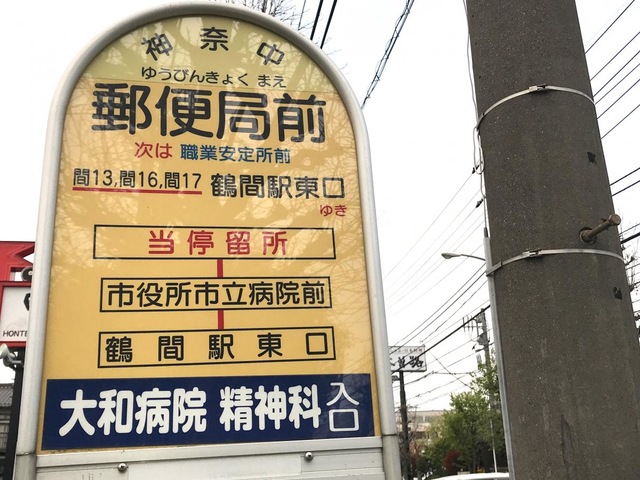 神奈中
ゆうびんきょく まえ
郵便局前
次は 職業安定所前
間13,間16,間17 鶴間駅東口
ゆき
当停留所
市役所市立病院前
鶴間駅東口
大和病院 精神科 入口
HONTE